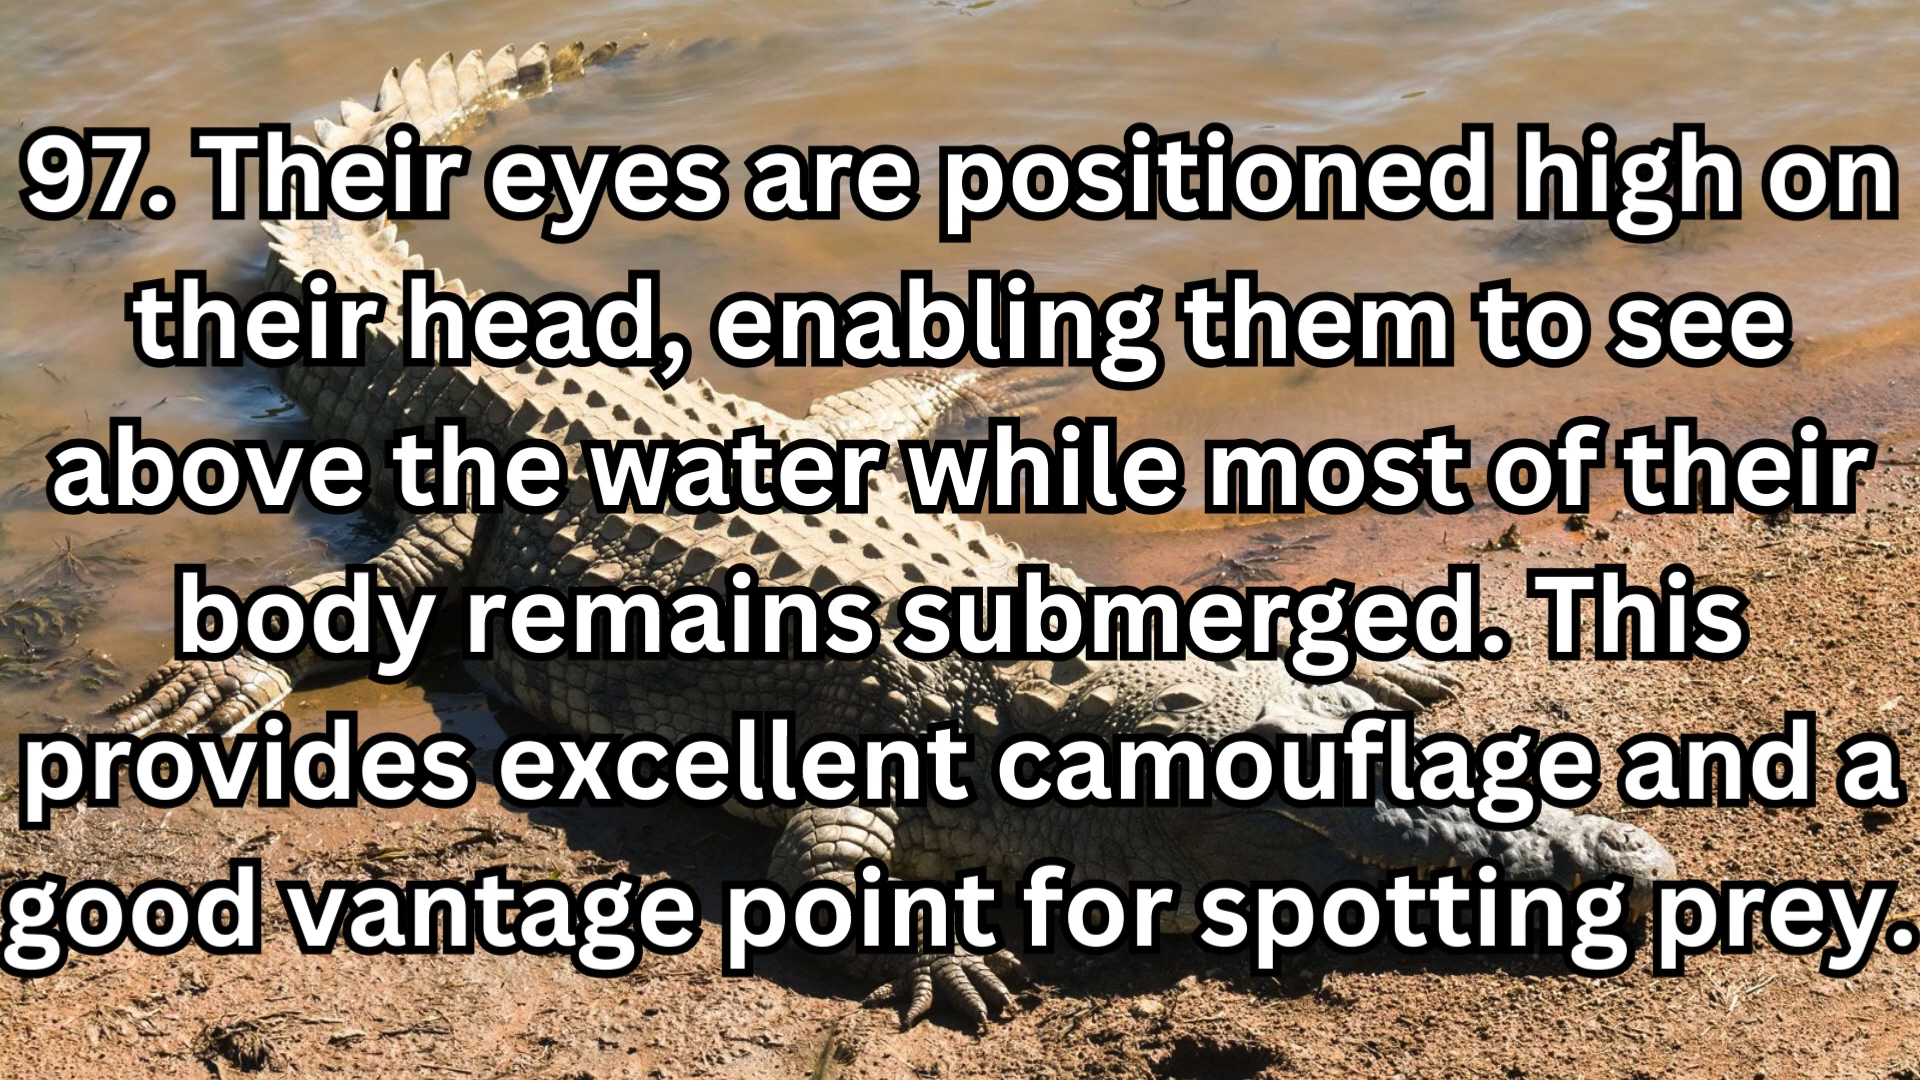 97. Their eyes are positioned high on
their head, enabling them to see
above the water while most of their
body remains submerged. This
provides excellent camouflage and a
good vantage point for spotting prey.